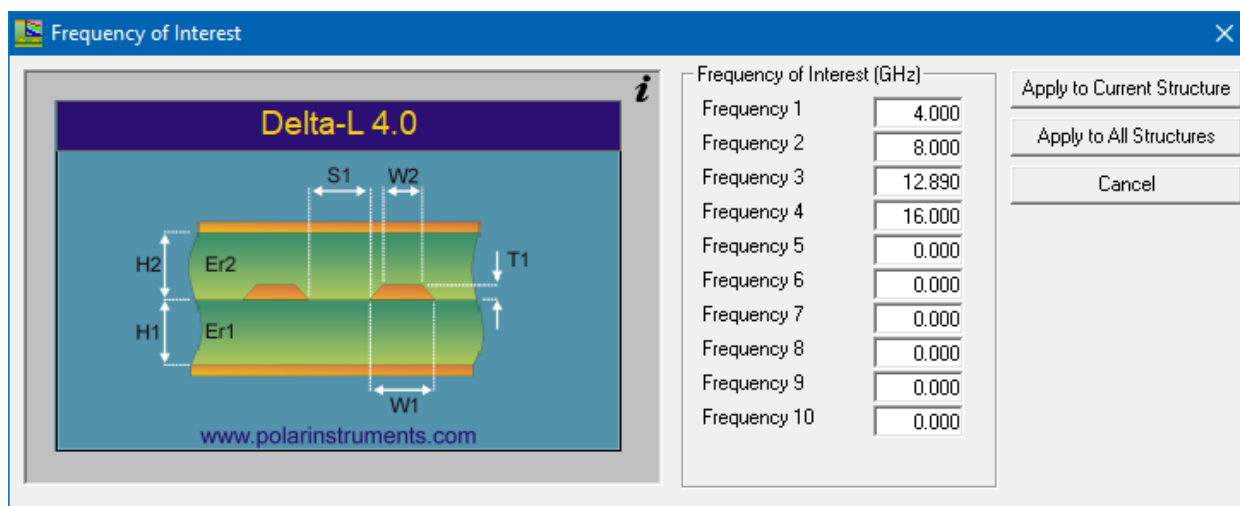 Frequency of Interest
i
Delta-L 4.0
S1 W2
H2 Er2 T1
H1 Er1
W1
www.polarinstruments.com
Frequency of Interest (GHz)
Frequency 1 4.000
Frequency 2 8.000
Frequency 3 12.890
Frequency 4 16.000
Frequency 5 0.000
Frequency 6 0.000
Frequency 7 0.000
Frequency 8 0.000
Frequency 9 0.000
Frequency 10 0.000
Apply to Current Structure
Apply to All Structures
Cancel